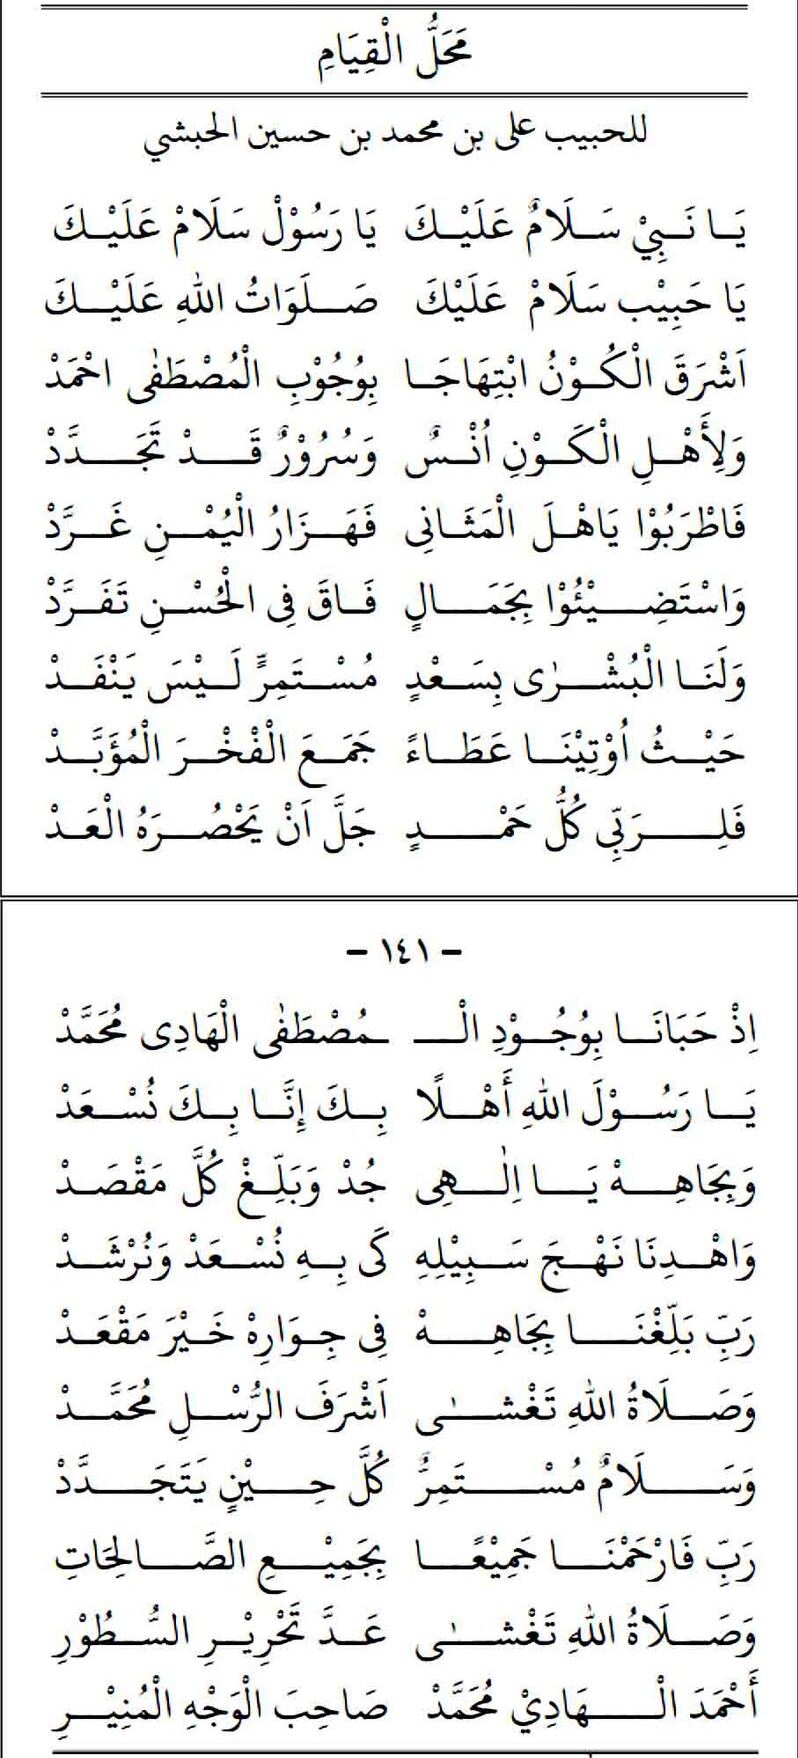 مَحَلُّ الْقِيَامِ
للحبيب على بن محمد بن حسين الحبشي
يَا نَبِيْ سَلَامٌ عَلَيْكَ يَا رَسُوْلْ سَلَامْ عَلَيْكَ
يَا حَبِيْب سَلَامْ عَلَيْكَ صَلَوَاتُ اللهِ عَلَيْكَ
اَشْرَقَ الْكُوْنُ ابْتِهَاجَا بِوُجُوْبِ الْمُصْطَفٰى احْمَدْ
وَلِأَهْلِ الْكَوْنِ اُنْسٌ وَسُرُوْرٌ قَدْ تَجَدَّدْ
فَاطْرَبُوْا يَاهْلَ الْمَثَانِى فَهَزَارُ الْيُمْنِ غَرَّدْ
وَاسْتَضِيْئُوْا بِجَمَالٍ فَاقَ فِى الْحُسْنِ تَفَرَّدْ
وَلَنَا الْبُشْرٰى بِسَعْدٍ مُسْتَمِرٍّ لَيْسَ يَنْفَدْ
حَيْثُ اُوْتِيْنَا عَطَاءً جَمَعَ الْفْخْرَ الْمُؤَبَّدْ
فَلِرَبِّى كُلُّ حَمْدٍ جَلَّ اَنْ يَحْصُرَهُ الْعَدْ
– ١٤١ –
اِذْ حَبَانَا بِوُجُوْدِ الْـ ـمُصْطَفٰى الْهَادِى مُحَمَّدْ
يَا رَسُوْلَ اللهِ أَهْلًا بِكَ إِنَّا بِكَ نُسْعَدْ
وَبِجَاهِهْ يَا اِلٰهِى جُدْ وَبَلِّغْ كُلَّ مَقْصَدْ
وَاهْدِنَا نَهْجَ سَبِيْلِهِ كَى بِهِ نُسْعَدْ وَنُرْشَدْ
رَبِّ بَلِّغْنَا بِجَاهِهْ فِى جِوَارِهْ خَيْرَ مَقْعَدْ
وَصَلَاةُ اللهِ تَغْشٰى اَشْرَفَ الرُّسْلِ مُحَمَّدْ
وَسَلَامٌ مُسْتَمِرٌّ كُلَّ حِيْنٍ يَتَجَدَّدْ
رَبِّ فَارْحَمْنَا جَمِيْعًا بِجَمِيْعِ الصَّالِحَاتِ
وَصَلَاةُ اللهِ تَغْشٰى عَدَّ تَحْرِيْرِ السُّطُوْرِ
أَحْمَدَ الْهَادِيْ مُحَمَّدْ صَاحِبَ الْوَجْهِ الْمُنِيْرِ